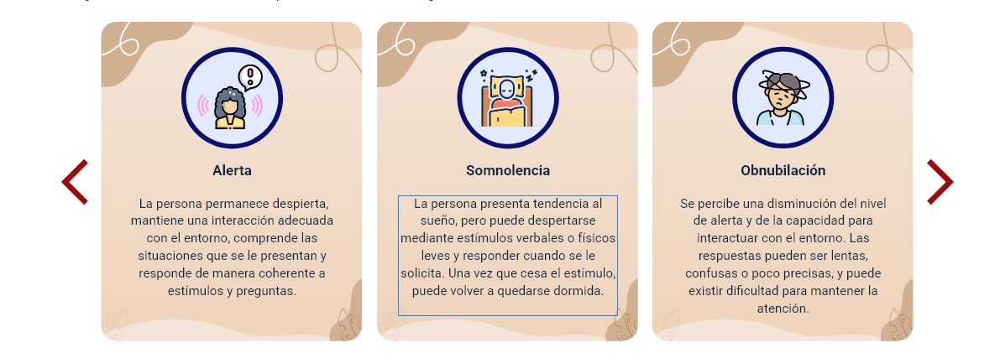 Alerta
La persona permanece despierta,
mantiene una interacción adecuada
con el entorno, comprende las
situaciones que se le presentan y
responde de manera coherente a
estímulos y preguntas.
Somnolencia
La persona presenta tendencia al
sueño, pero puede despertarse
mediante estímulos verbales o físicos
leves y responder cuando se le
solicita. Una vez que cesa el estímulo,
puede volver a quedarse dormida.
Obnubilación
Se percibe una disminución del nivel
de alerta y de la capacidad para
interactuar con el entorno. Las
respuestas pueden ser lentas,
confusas o poco precisas, y puede
existir dificultad para mantener la
atención.